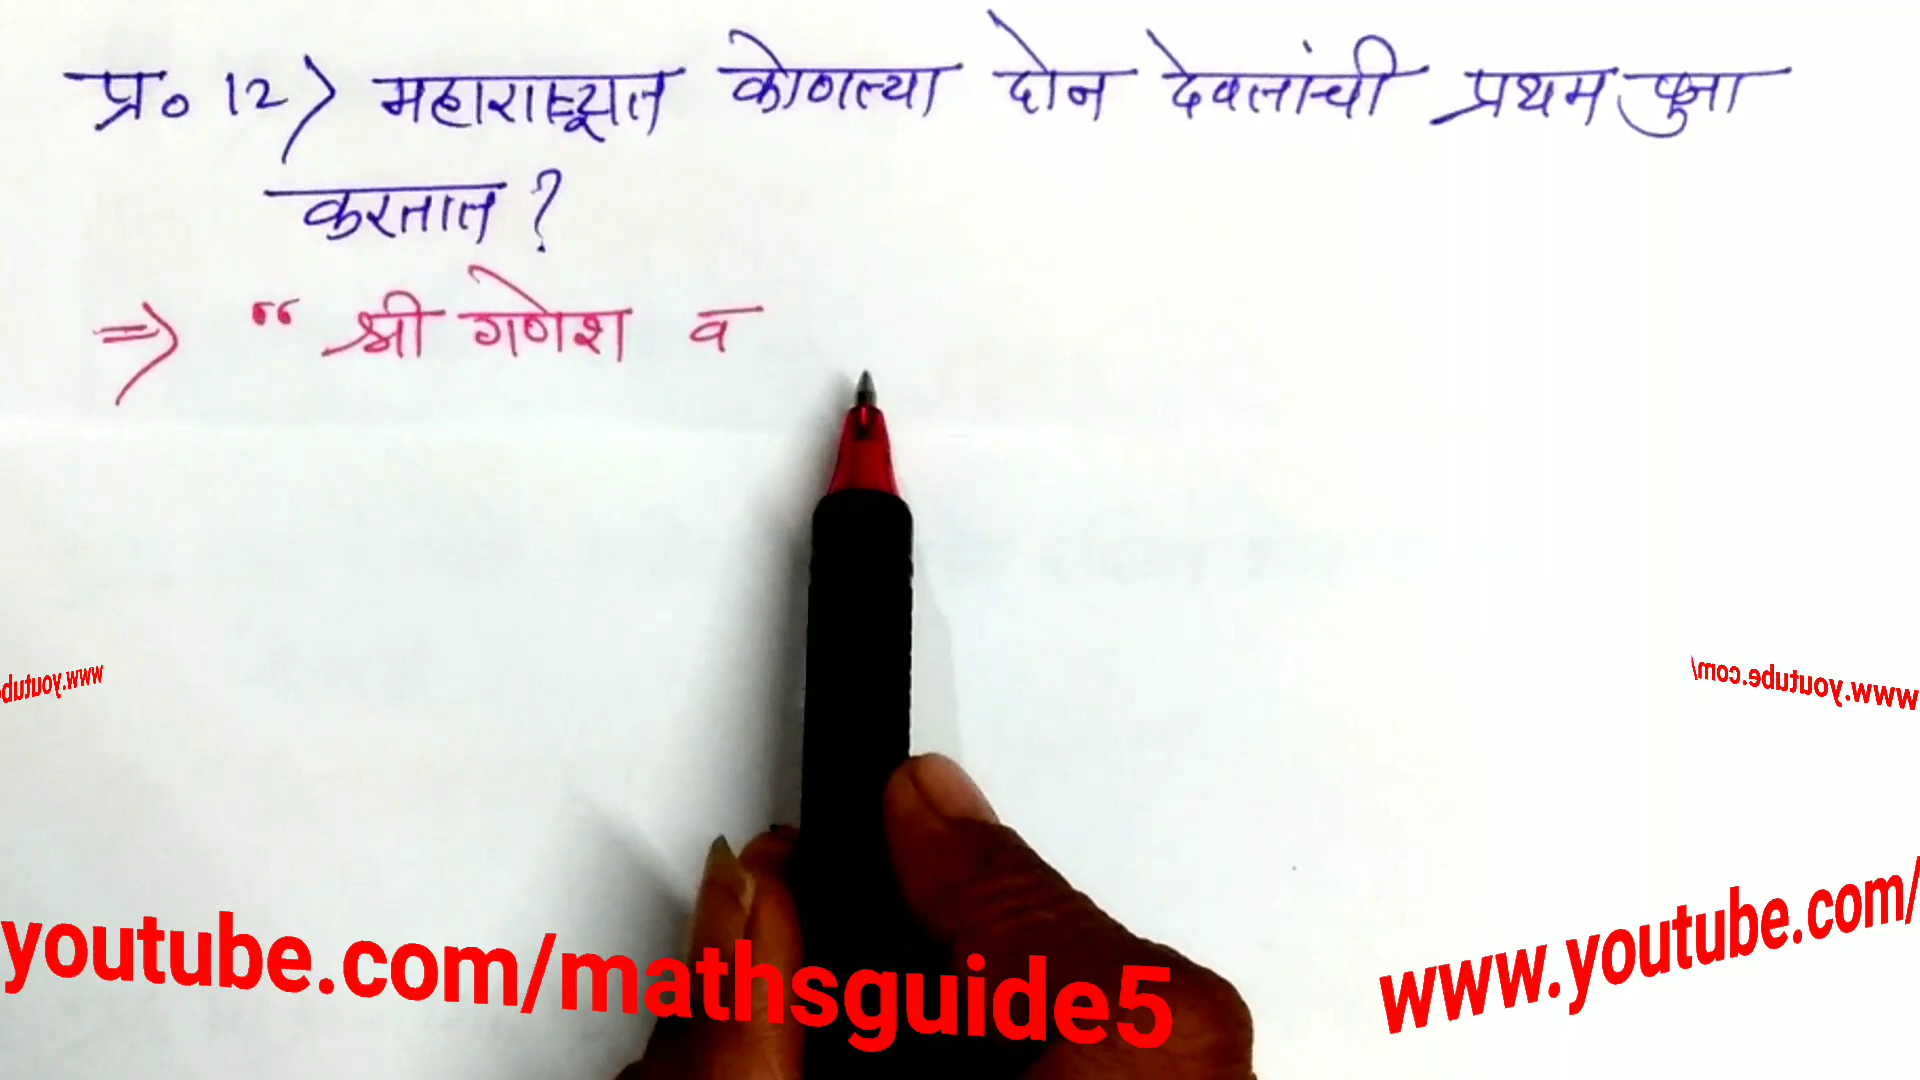 प्र० 12) महाराष्ट्रात कोणत्या दोन देवतांची प्रथम पुजा
करतात?
⇒) “ श्री गणेश व
www.youtub
www.youtube.com/
youtube.com/mathsguide5
www.youtube.com/